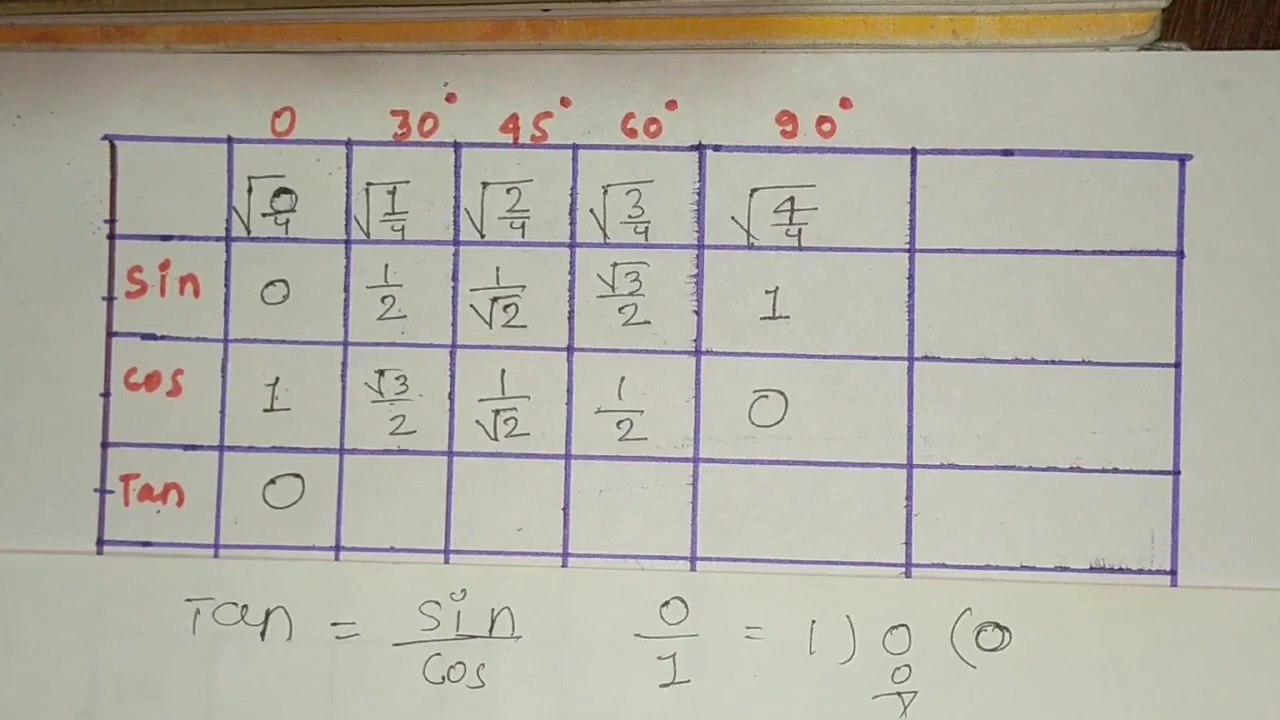 0 30° 45° 60° 90°
√0/4 √1/4 √2/4 √3/4 √4/4
sin 0 1/2 1/√2 √3/2 1
cos 1 √3/2 1/√2 1/2 0
Tan 0
Tan = sin/cos 0/1 = 1)0(0
0